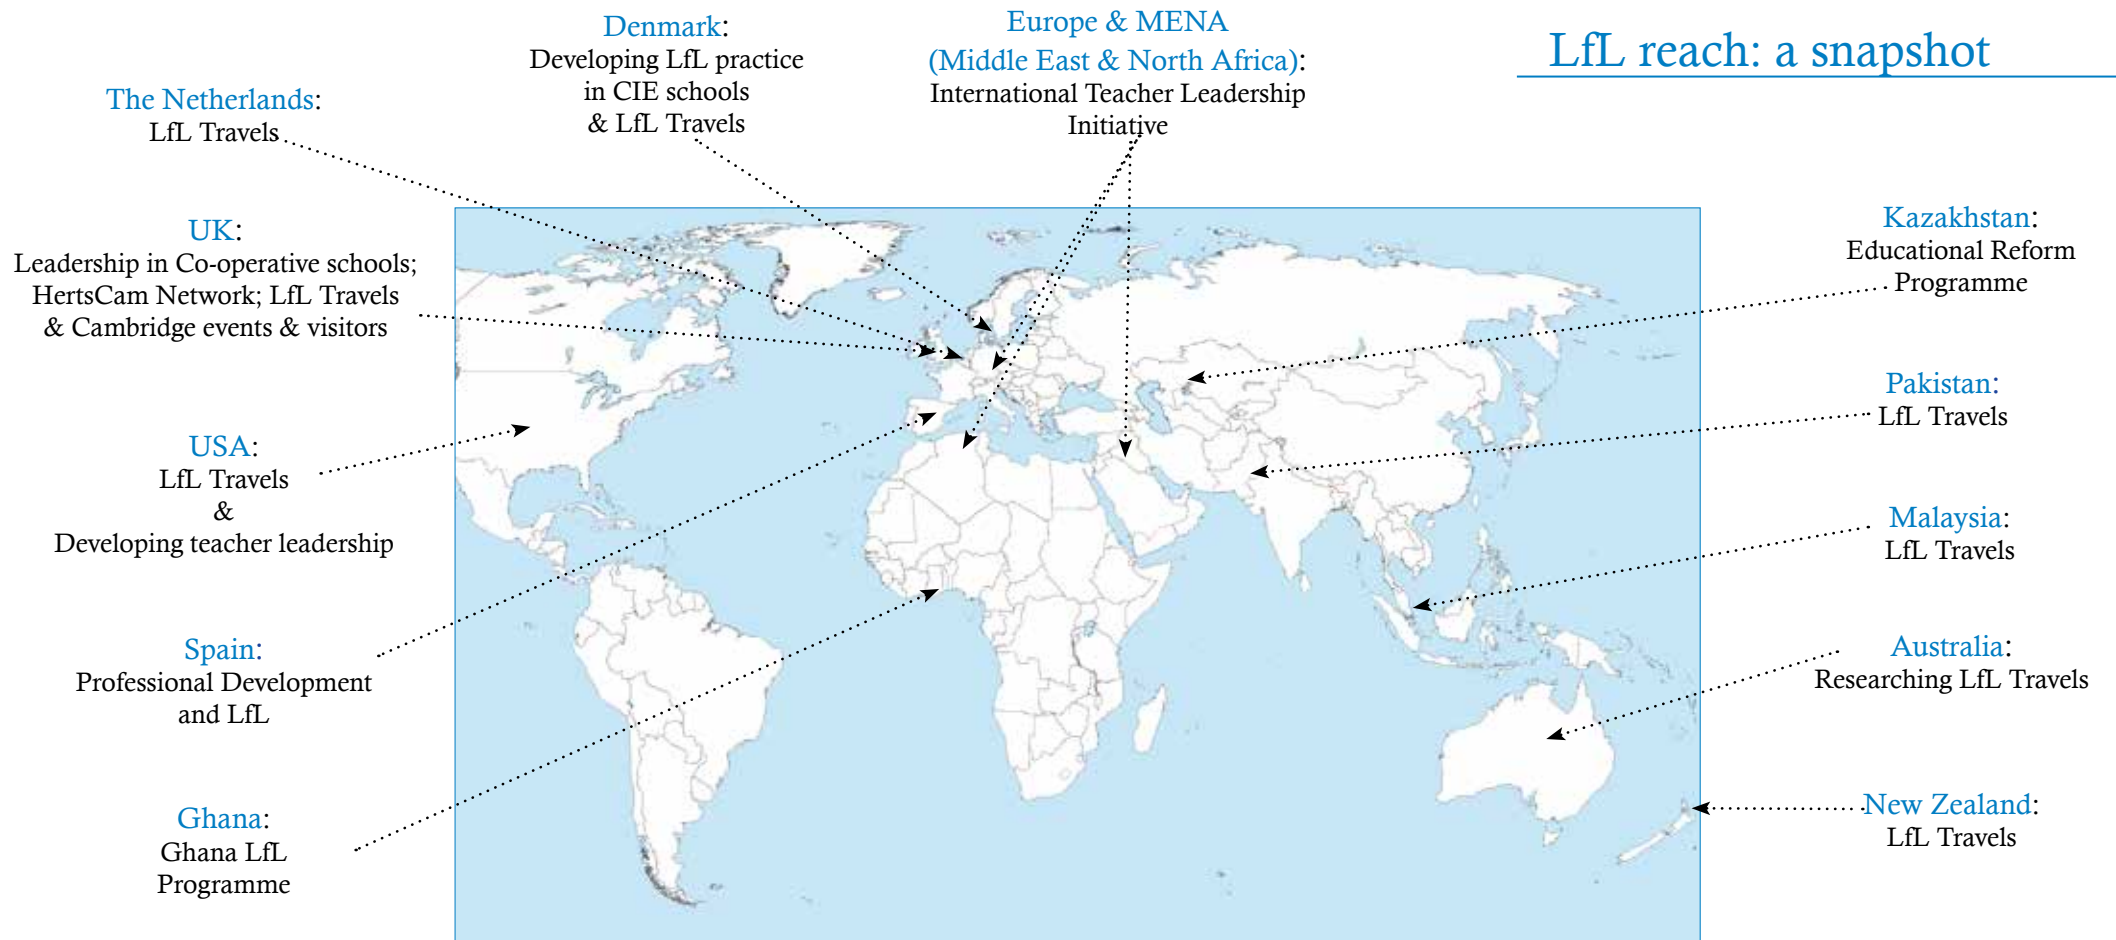 LfL reach: a snapshot
Denmark:
Developing LfL practice
in CIE schools
& LfL Travels
Europe & MENA
(Middle East & North Africa):
International Teacher Leadership
Initiative
The Netherlands:
LfL Travels
UK:
Leadership in Co-operative schools;
HertsCam Network; LfL Travels
& Cambridge events & visitors
USA:
LfL Travels
&
Developing teacher leadership
Spain:
Professional Development
and LfL
Ghana:
Ghana LfL
Programme
Kazakhstan:
Educational Reform
Programme
Pakistan:
LfL Travels
Malaysia:
LfL Travels
Australia:
Researching LfL Travels
New Zealand:
LfL Travels